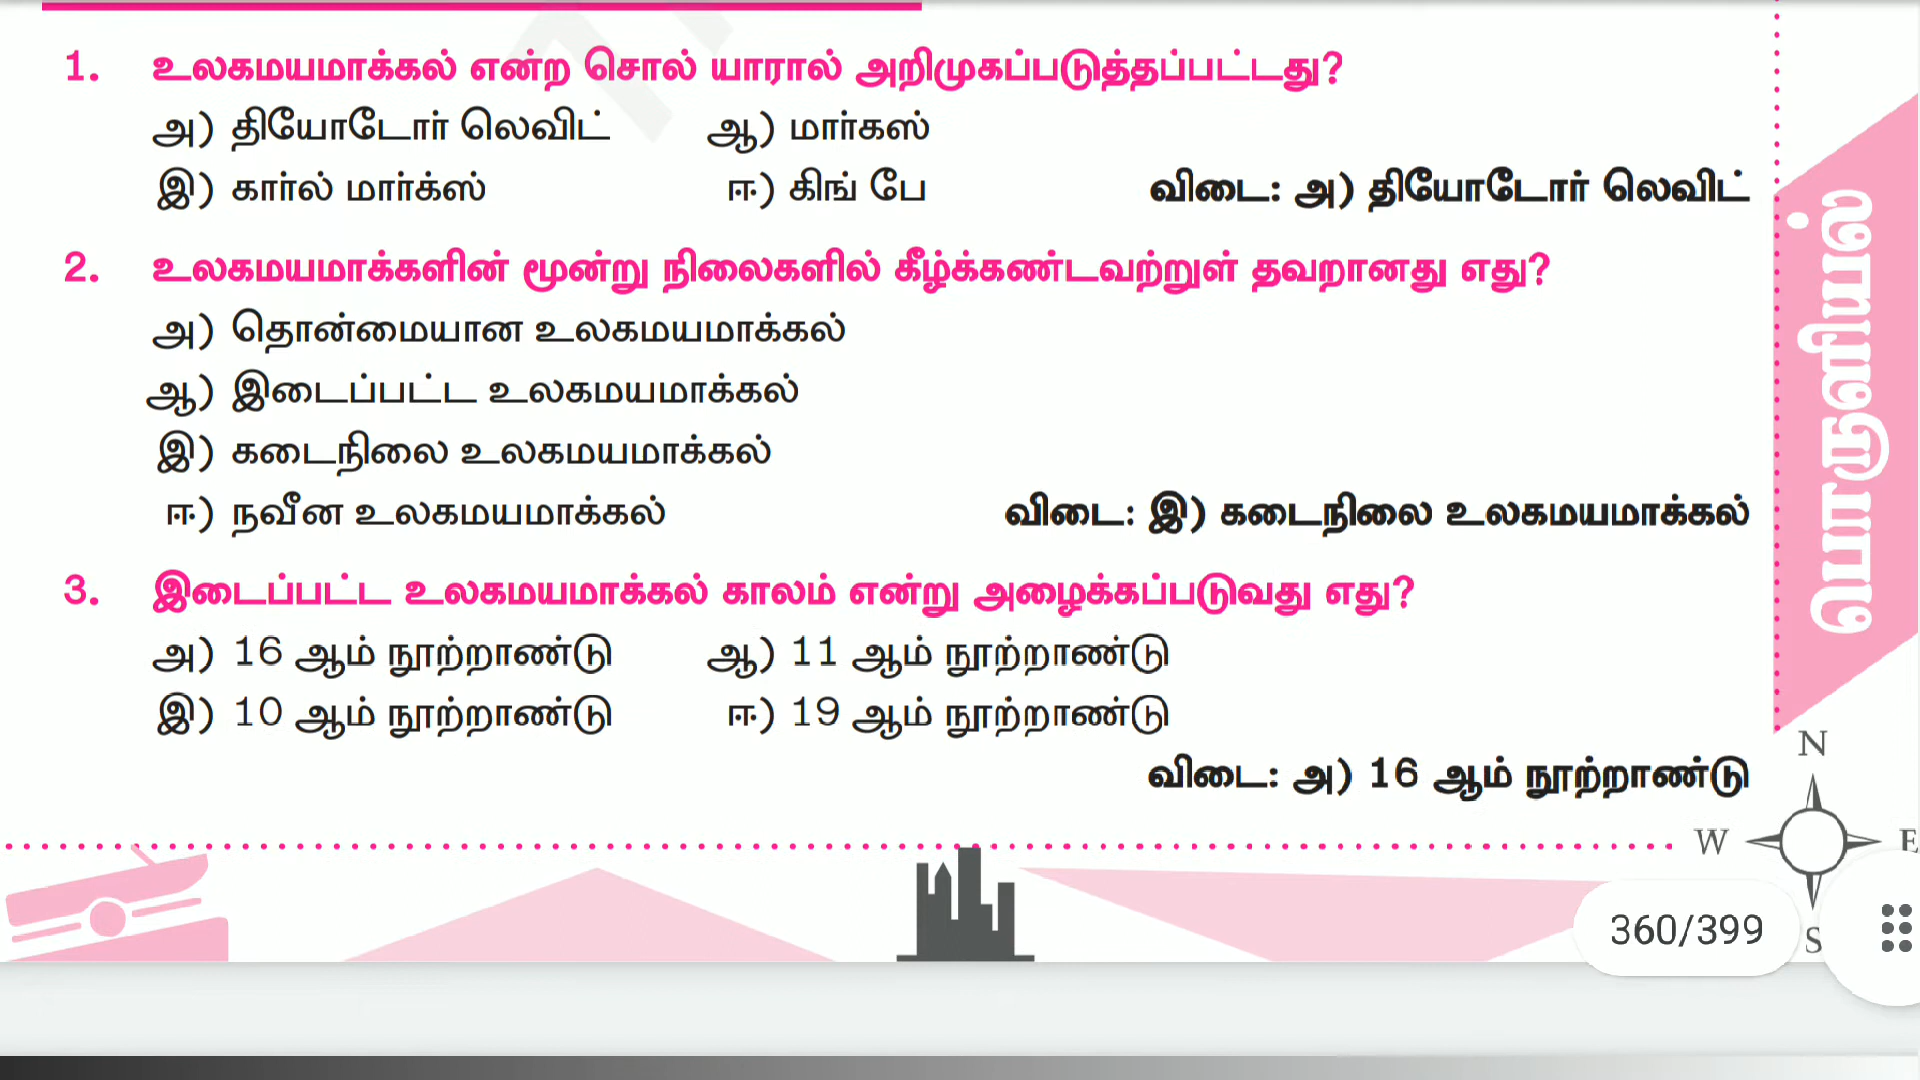 1. உலகமயமாக்கல் என்ற சொல் யாரால் அறிமுகப்படுத்தப்பட்டது?
அ) தியோடோர் லெவிட் ஆ) மார்கஸ்
இ) கார்ல் மார்க்ஸ் ஈ) கிங் பே விடை: அ) தியோடோர் லெவிட்
2. உலகமயமாக்களின் மூன்று நிலைகளில் கீழ்க்கண்டவற்றுள் தவறானது எது?
அ) தொன்மையான உலகமயமாக்கல்
ஆ) இடைப்பட்ட உலகமயமாக்கல்
இ) கடைநிலை உலகமயமாக்கல்
ஈ) நவீன உலகமயமாக்கல் விடை: இ) கடைநிலை உலகமயமாக்கல்
3. இடைப்பட்ட உலகமயமாக்கல் காலம் என்று அழைக்கப்படுவது எது?
அ) 16 ஆம் நூற்றாண்டு ஆ) 11 ஆம் நூற்றாண்டு
இ) 10 ஆம் நூற்றாண்டு ஈ) 19 ஆம் நூற்றாண்டு
விடை: அ) 16 ஆம் நூற்றாண்டு
பொருளியல்
N
W E
S
360/399